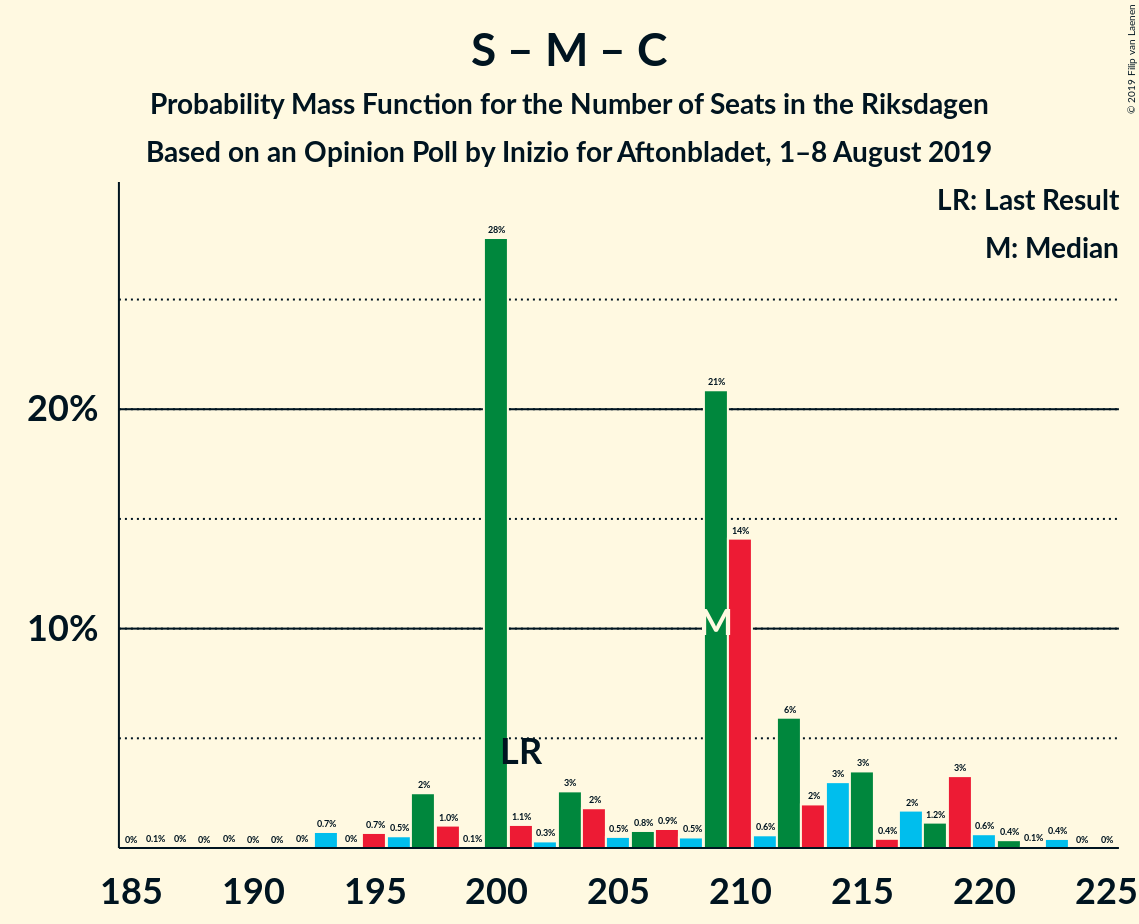 S – M – C
Probability Mass Function for the Number of Seats in the Riksdagen
Based on an Opinion Poll by Inizio for Aftonbladet, 1–8 August 2019
© 2019 Filip van Laenen
LR: Last Result
M: Median
20%
10%
0% 0.1% 0% 0% 0% 0% 0% 0% 0.7% 0% 0.7% 0.5% 2% 1.0% 0.1% 28% 1.1% 0.3% 3% 2% 0.5% 0.8% 0.9% 0.5% 21% 14% 0.6% 6% 2% 3% 3% 0.4% 2% 1.2% 3% 0.6% 0.4% 0.1% 0.4% 0% 0%
M
LR
185 190 195 200 205 210 215 220 225